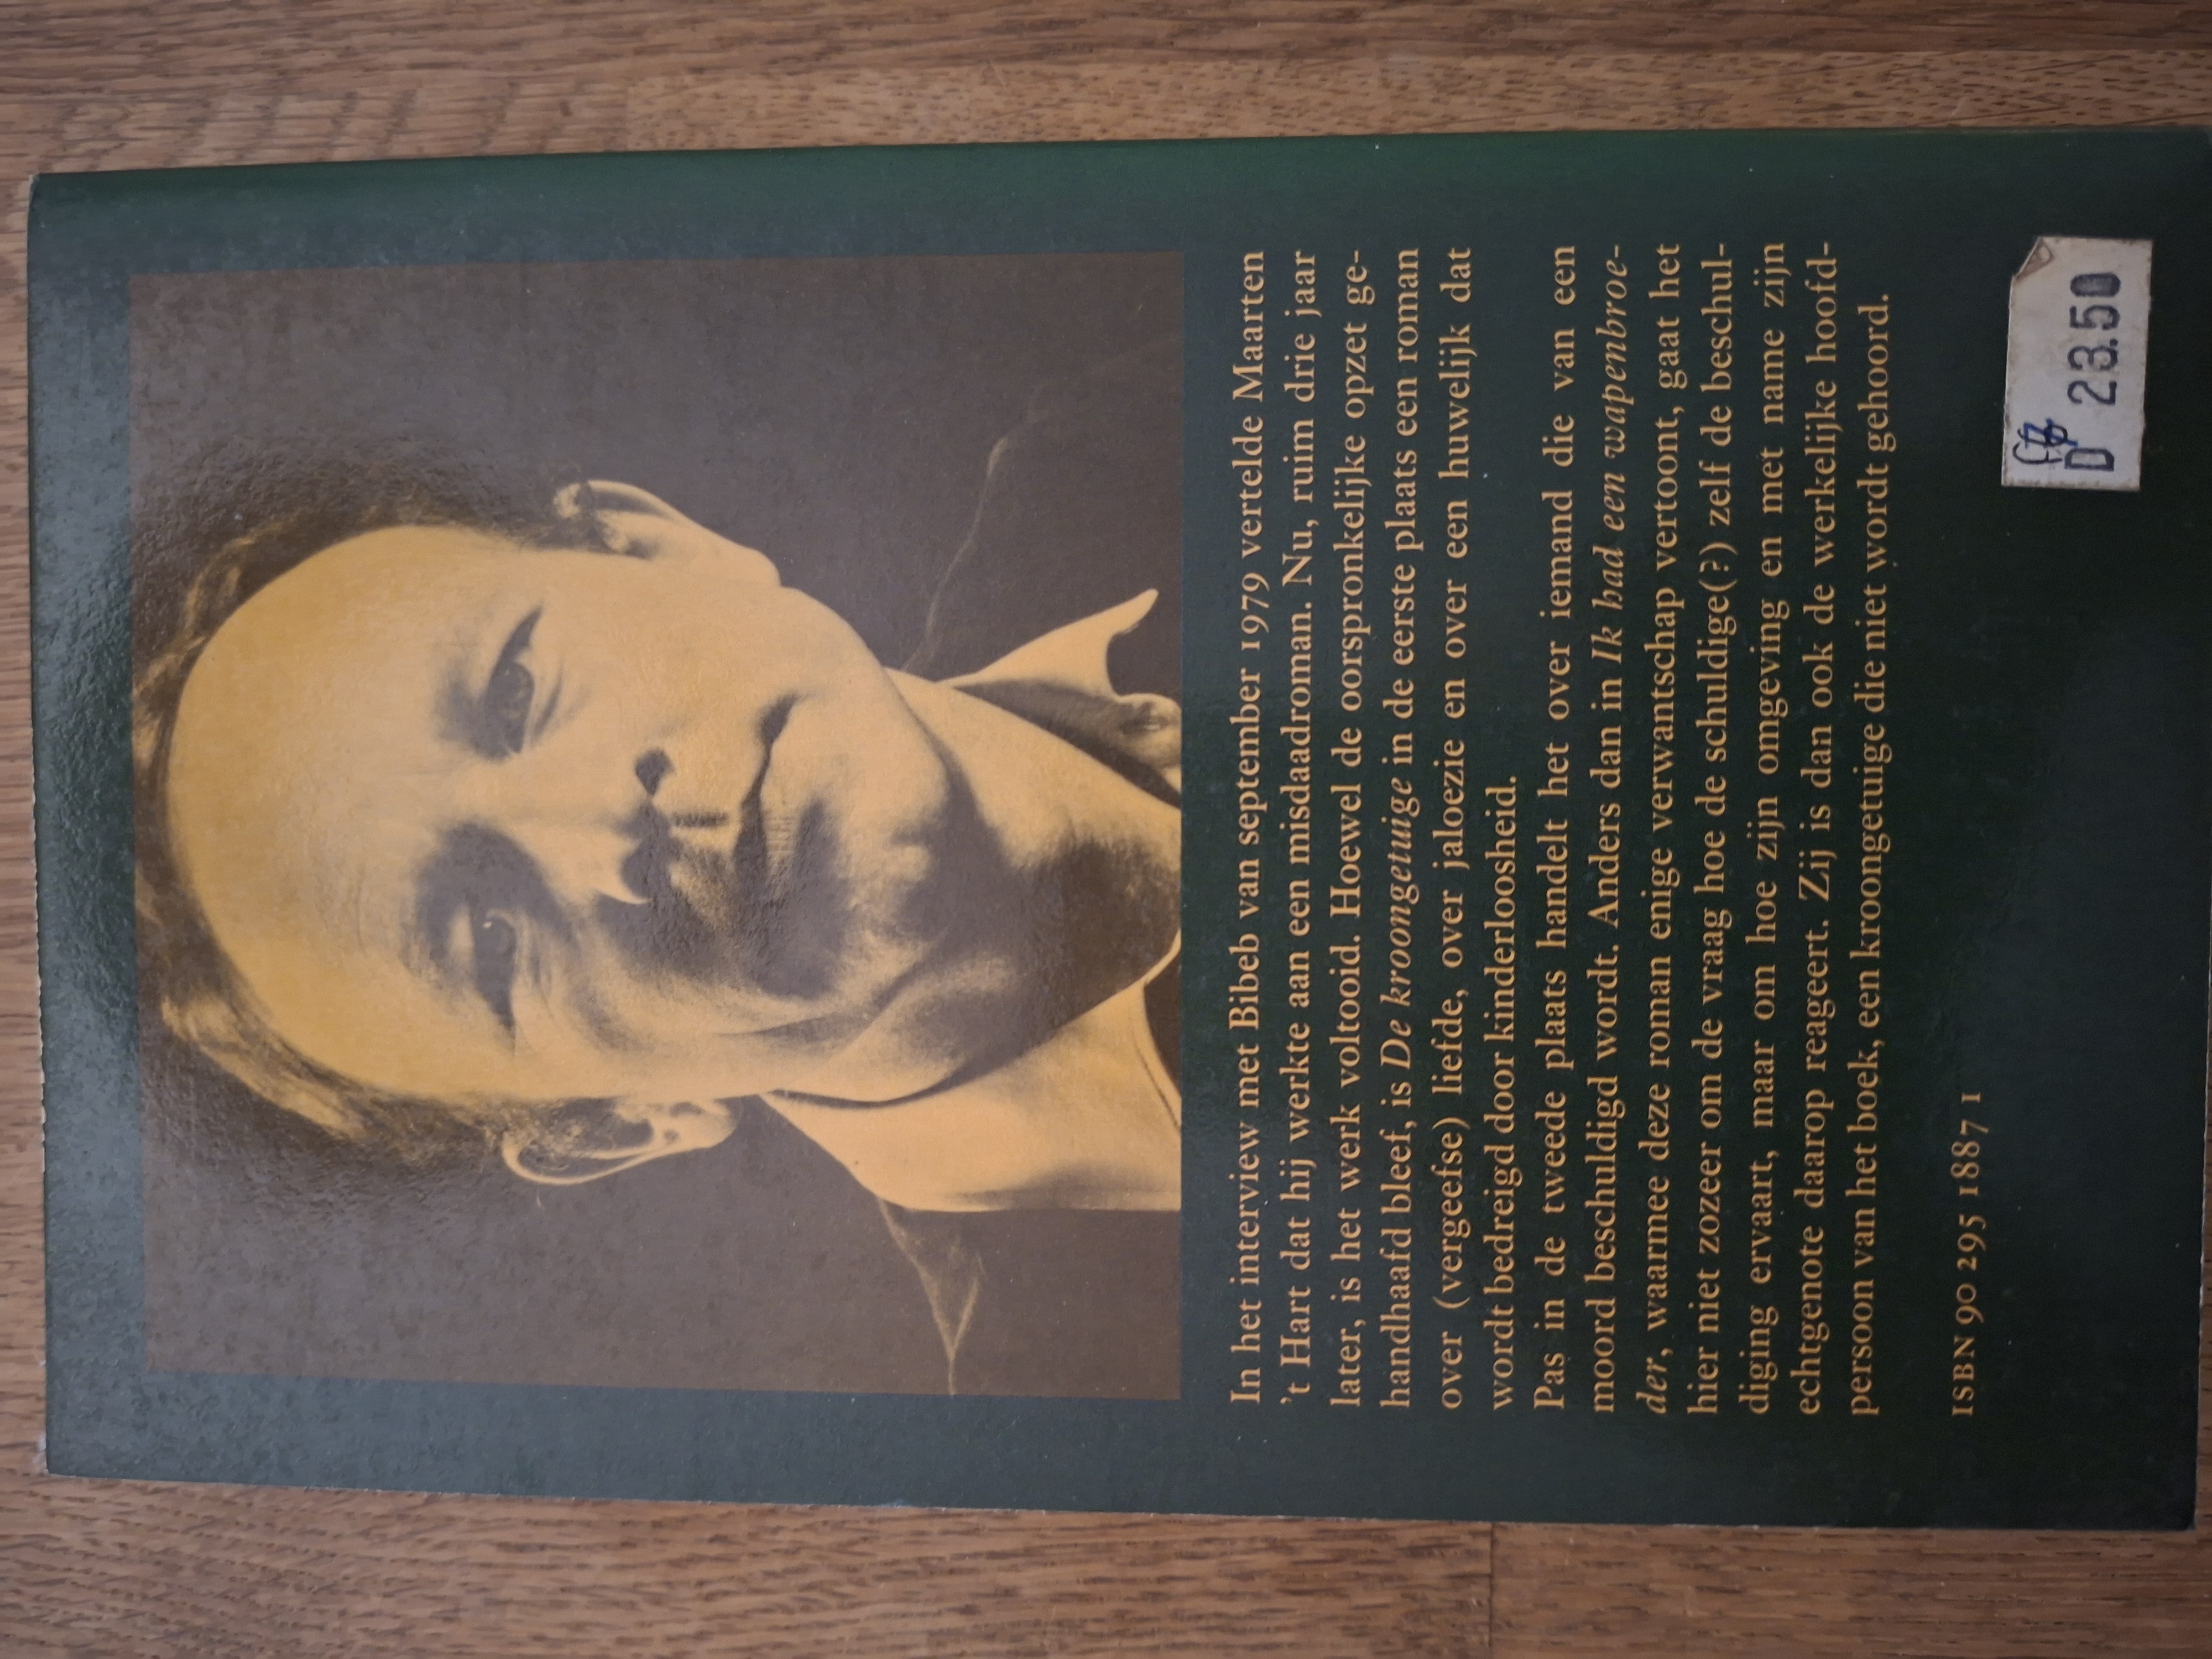 In het interview met Bibeb van september 1979 vertelde Maarten
't Hart dat hij werkte aan een misdaadroman. Nu, ruim drie jaar
later, is het werk voltooid. Hoewel de oorspronkelijke opzet ge-
handhaafd bleef, is De kroongetuige in de eerste plaats een roman
over (vergeefse) liefde, over jaloezie en over een huwelijk dat
wordt bedreigd door kinderloosheid.
Pas in de tweede plaats handelt het over iemand die van een
moord beschuldigd wordt. Anders dan in Ik had een wapenbroe-
der, waarmee deze roman enige verwantschap vertoont, gaat het
hier niet zozeer om de vraag hoe de schuldige(?) zelf de beschul-
diging ervaart, maar om hoe zijn omgeving en met name zijn
echtgenote daarop reageert. Zij is dan ook de werkelijke hoofd-
persoon van het boek, een kroongetuige die niet wordt gehoord.
ISBN 90 295 1887 1
D 23.50